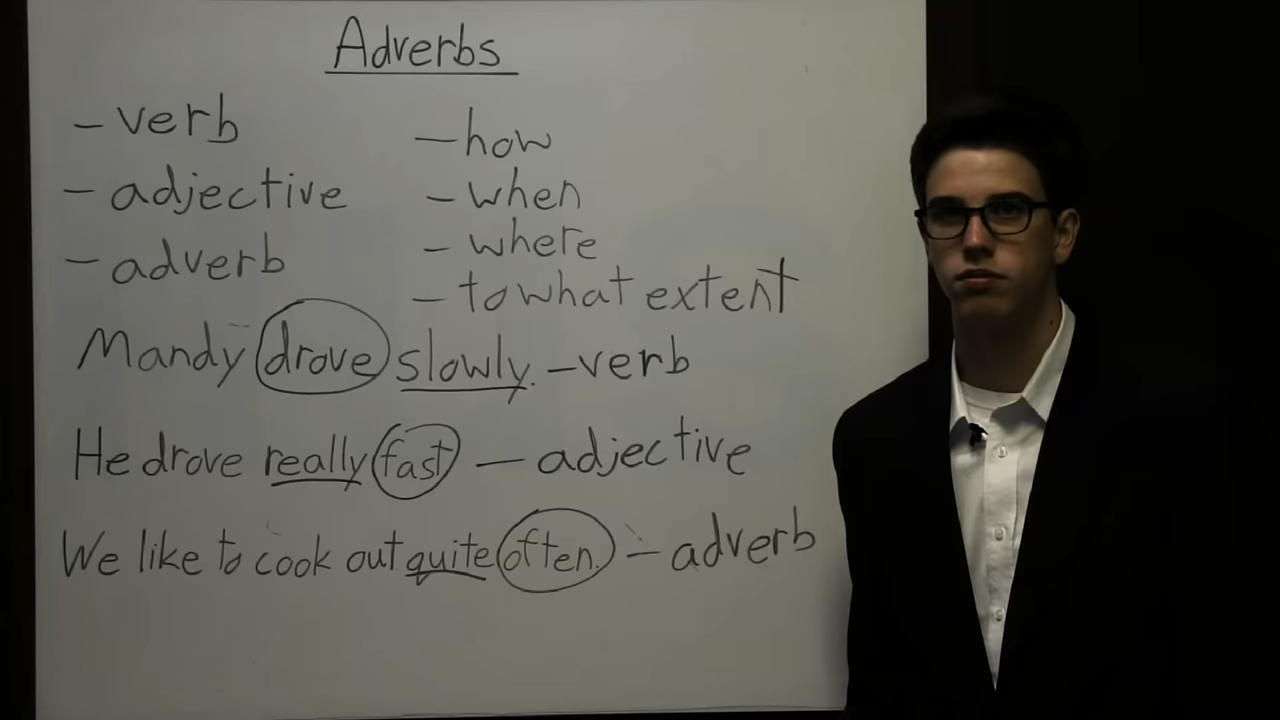 Adverbs
- verb
- adjective
- adverb
- how
- when
- where
- to what extent
Mandy drove slowly. - verb
He drove really fast - adjective
We like to cook out quite often. - adverb